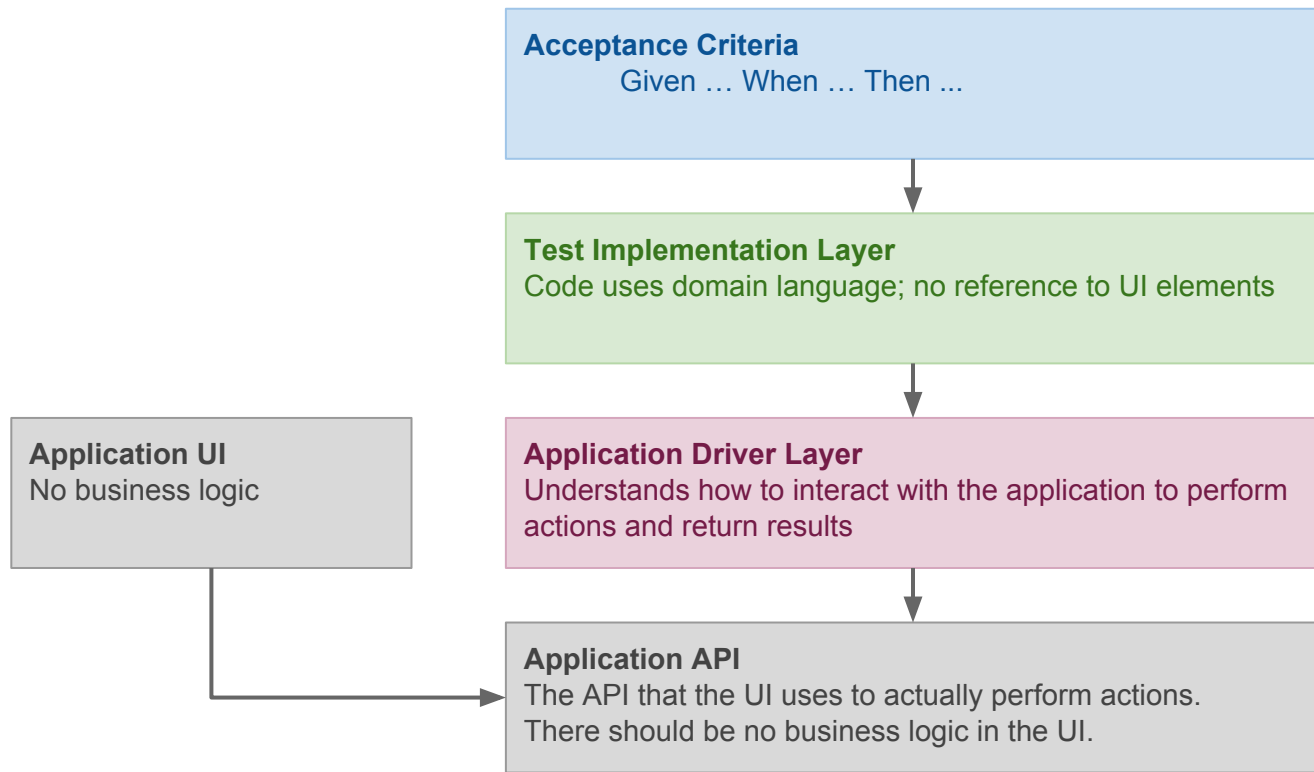 Acceptance Criteria
Given … When … Then ...
Test Implementation Layer
Code uses domain language; no reference to UI elements
Application UI
No business logic
Application Driver Layer
Understands how to interact with the application to perform
actions and return results
Application API
The API that the UI uses to actually perform actions.
There should be no business logic in the UI.